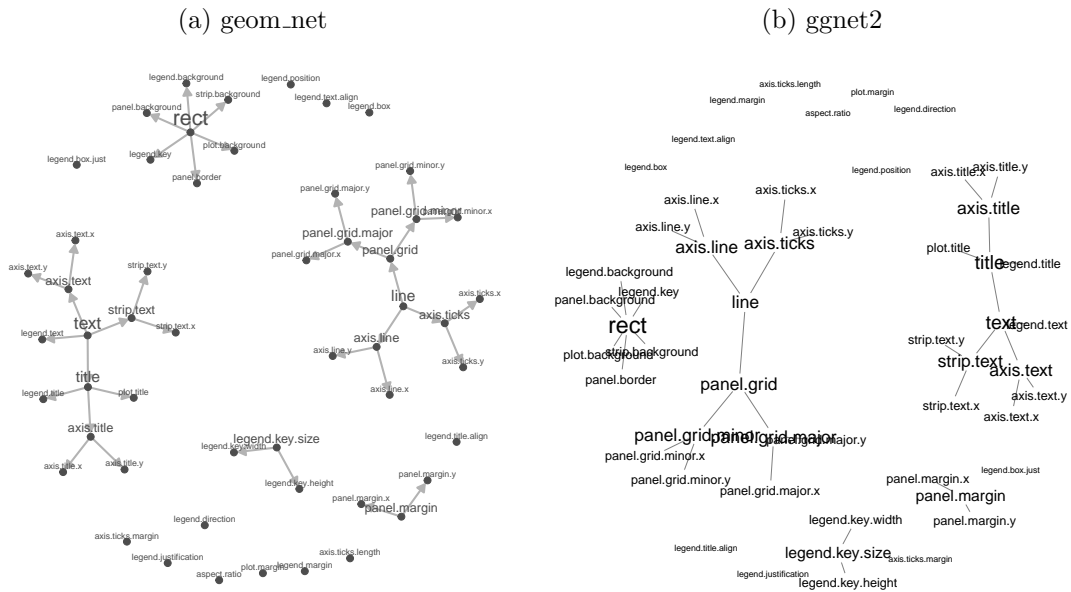 (a) geom_net
legend.background
strip.background
panel.background
rect
plot.background
legend.key
panel.border
legend.position
legend.text.align
legend.box
legend.box.just
panel.grid.minor.y
panel.grid.major.y
panel.grid.minor
panel.grid.minor.x
panel.grid.major
panel.grid
panel.grid.major.x
line
axis.ticks.x
axis.ticks
axis.line
axis.line.y
axis.ticks.y
axis.line.x
axis.text.x
axis.text.y
axis.text
strip.text.y
strip.text
text
legend.text
strip.text.x
title
legend.title
plot.title
axis.title
axis.title.x
axis.title.y
legend.key.size
legend.key.width
legend.key.height
legend.title.align
panel.margin.y
panel.margin.x
panel.margin
legend.direction
axis.ticks.margin
legend.justification
aspect.ratio
plot.margin
legend.margin
axis.ticks.length
(b) ggnet2
axis.ticks.length
plot.margin
legend.margin
aspect.ratio
legend.direction
legend.text.align
legend.box
legend.position
axis.title.x
axis.title.y
axis.ticks.x
axis.line.x
axis.title
axis.line.y
axis.ticks.y
axis.line
axis.ticks
plot.title
title
legend.title
legend.background
legend.key
panel.background
line
rect
text
legend.text
strip.background
plot.background
strip.text.y
strip.text
axis.text
panel.border
panel.grid
axis.text.y
strip.text.x
axis.text.x
panel.grid.minor
panel.grid.major
panel.grid.major.y
panel.grid.minor.x
panel.grid.minor.y
panel.grid.major.x
legend.box.just
panel.margin.x
panel.margin
panel.margin.y
legend.key.width
legend.title.align
legend.key.size
axis.ticks.margin
legend.justification
legend.key.height